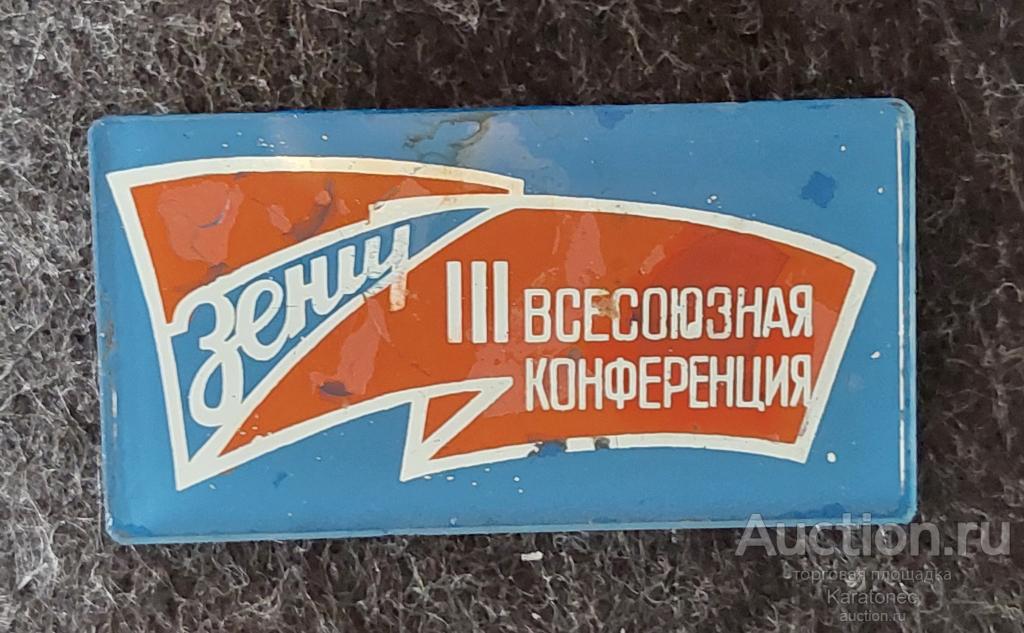 Зенит
III ВСЕСОЮЗНАЯ
КОНФЕРЕНЦИЯ
Auction.ru
торговая площадка
Karatonec
auction.ru